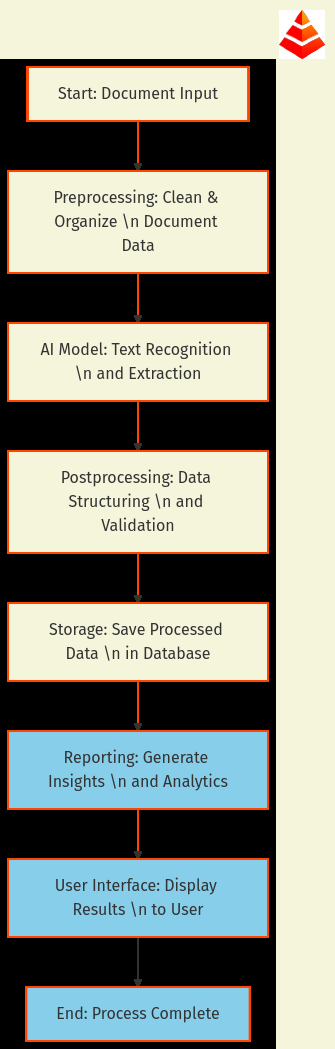 Start: Document Input
Preprocessing: Clean &
Organize \n Document
Data
AI Model: Text Recognition
\n and Extraction
Postprocessing: Data
Structuring \n and
Validation
Storage: Save Processed
Data \n in Database
Reporting: Generate
Insights \n and Analytics
User Interface: Display
Results \n to User
End: Process Complete